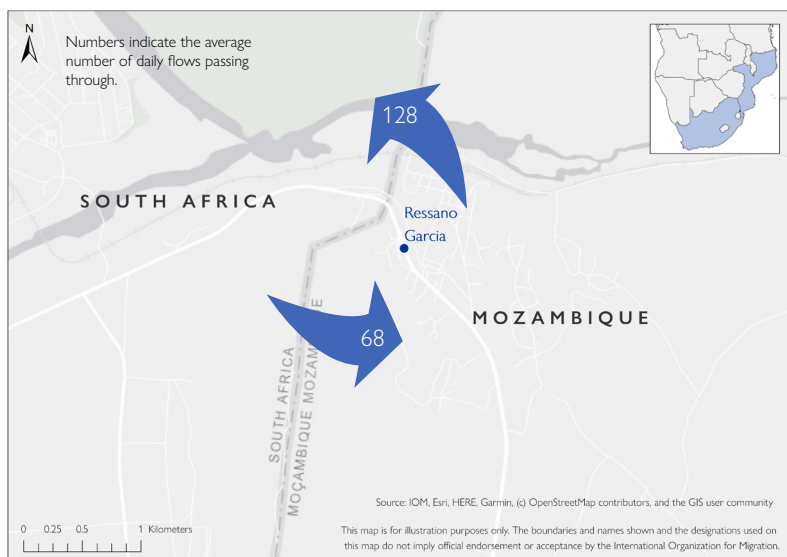 N
Numbers indicate the average
number of daily flows passing
through.
128
SOUTH AFRICA
Ressano
Garcia
MOZAMBIQUE
68
SOUTH AFRICA
MOÇAMBIQUE MOZAMBIQUE
Source: IOM, Esri, HERE, Garmin, (c) OpenStreetMap contributors, and the GIS user community
0 0.25 0.5 1 Kilometers
This map is for illustration purposes only. The boundaries and names shown and the designations used on
this map do not imply official endorsement or acceptance by the International Organization for Migration.